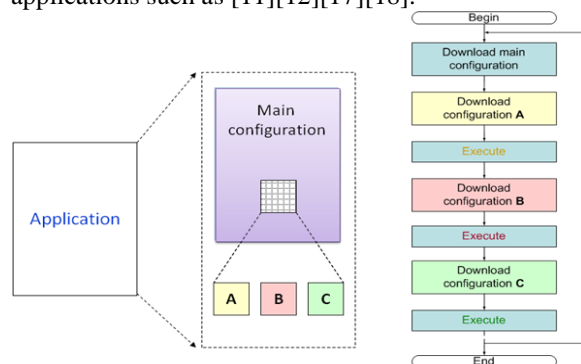 applications such as [11][12][17][18].
Application
Main
configuration
A
B
C
Begin
Download main
configuration
Download
configuration A
Execute
Download
configuration B
Execute
Download
configuration C
Execute
End